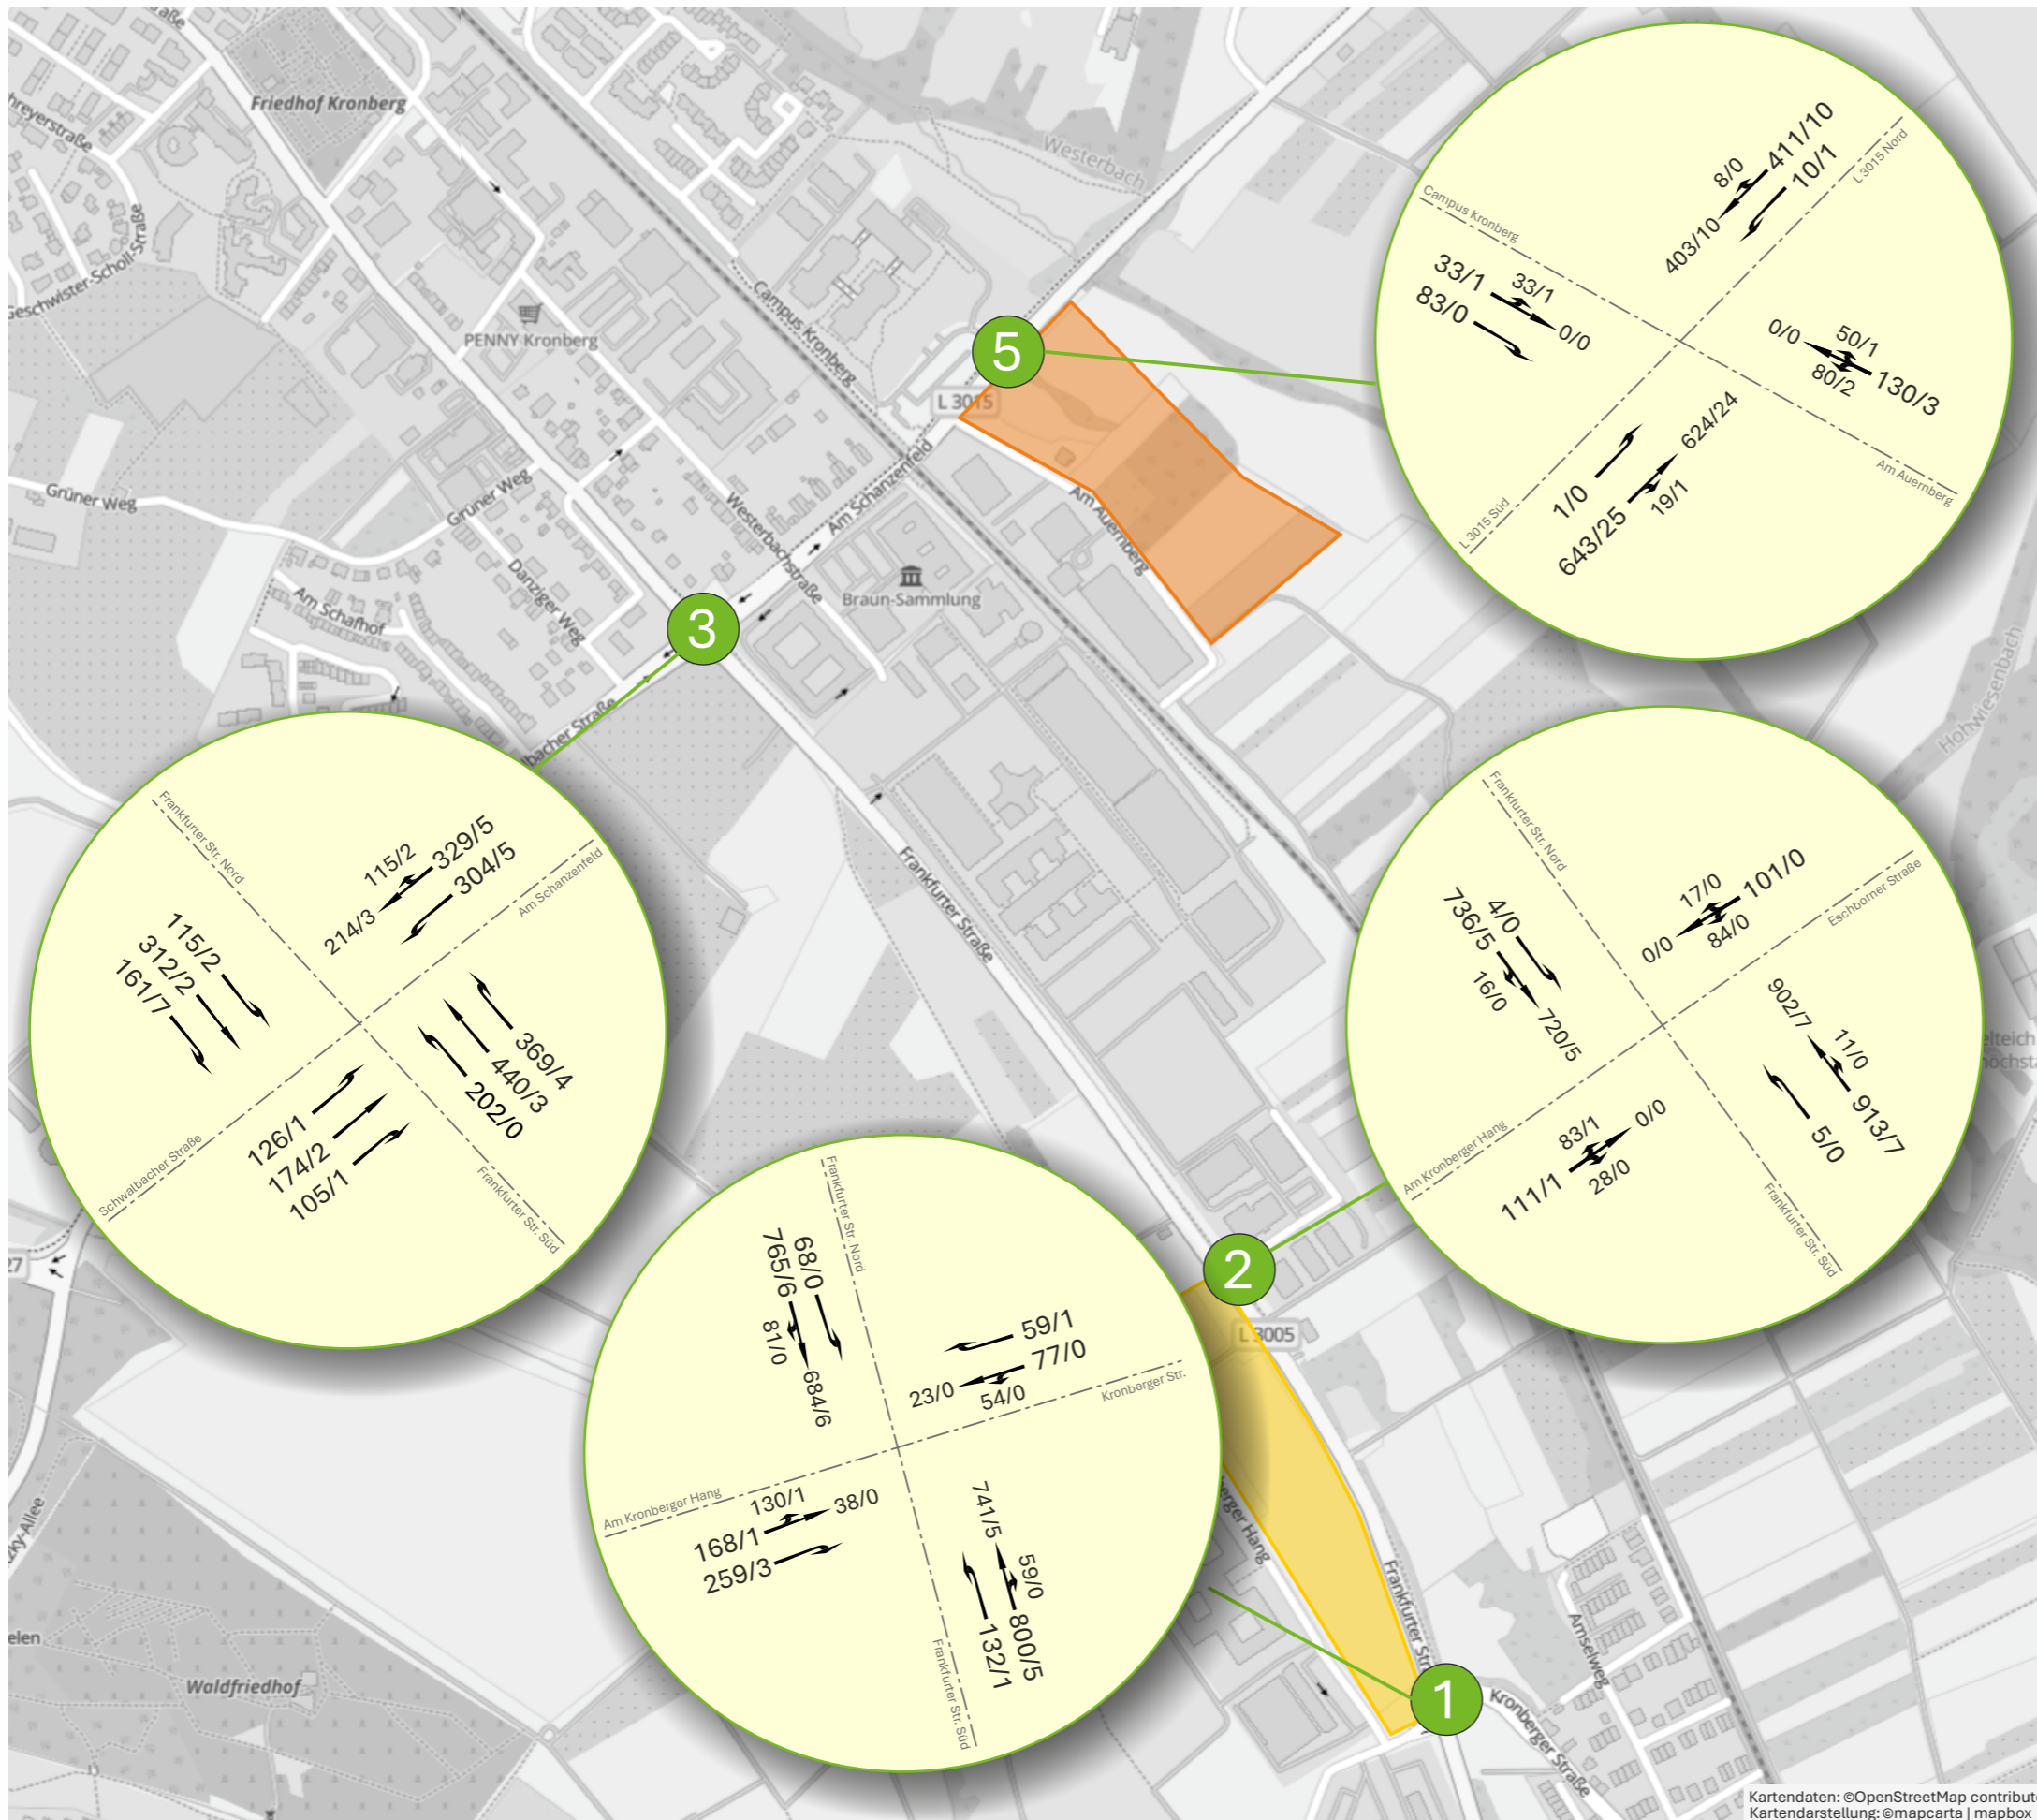 Friedhof Kronberg
Geschwister-Scholl-Straße
PENNY Kronberg
Westerbach
Campus Kronberg
L 3015
Am Schanzenfeld
Am Auernberg
Grüner Weg
Grüner Weg
Danziger Weg
Am Schafhof
Westerbachstraße
Braun-Sammlung
Frankfurter Straße
Hohwiesenbach
L 3005
Frankfurter Stra
Amselweg
Kronberger Straße
Waldfriedhof
5
3
2
1
Campus Kronberg
L 3015 Nord
Am Auernberg
L 3015 Süd
8/0
411/10
10/1
403/10
33/1
33/1
83/0
0/0
0/0
50/1
80/2
130/3
624/24
1/0
643/25
19/1
Frankfurter Str. Nord
Am Schanzenfeld
Schwalbacher Straße
Frankfurter Str. Süd
115/2
329/5
304/5
214/3
115/2
312/2
161/7
369/4
440/3
202/0
126/1
174/2
105/1
Frankfurter Str. Nord
Eschborner Straße
Am Kronberger Hang
Frankfurter Str. Süd
4/0
736/5
16/0
720/5
17/0
101/0
0/0
84/0
902/7
11/0
913/7
5/0
83/1
0/0
111/1
28/0
Frankfurter Str. Nord
Kronberger Str.
Am Kronberger Hang
Frankfurter Str. Süd
68/0
765/6
81/0
684/6
59/1
77/0
23/0
54/0
130/1
38/0
168/1
259/3
741/5
59/0
800/5
132/1
Kartendaten: ©OpenStreetMap contribut
Kartendarstellung: ©mapcarta | mapbox